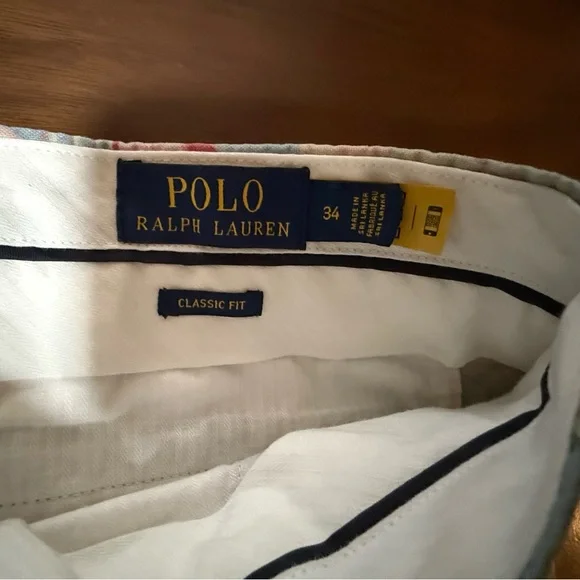 POLO
RALPH LAUREN
34
MADE IN
SRI LANKA
FABRIQUÉ AU
SRI LANKA
CLASSIC FIT